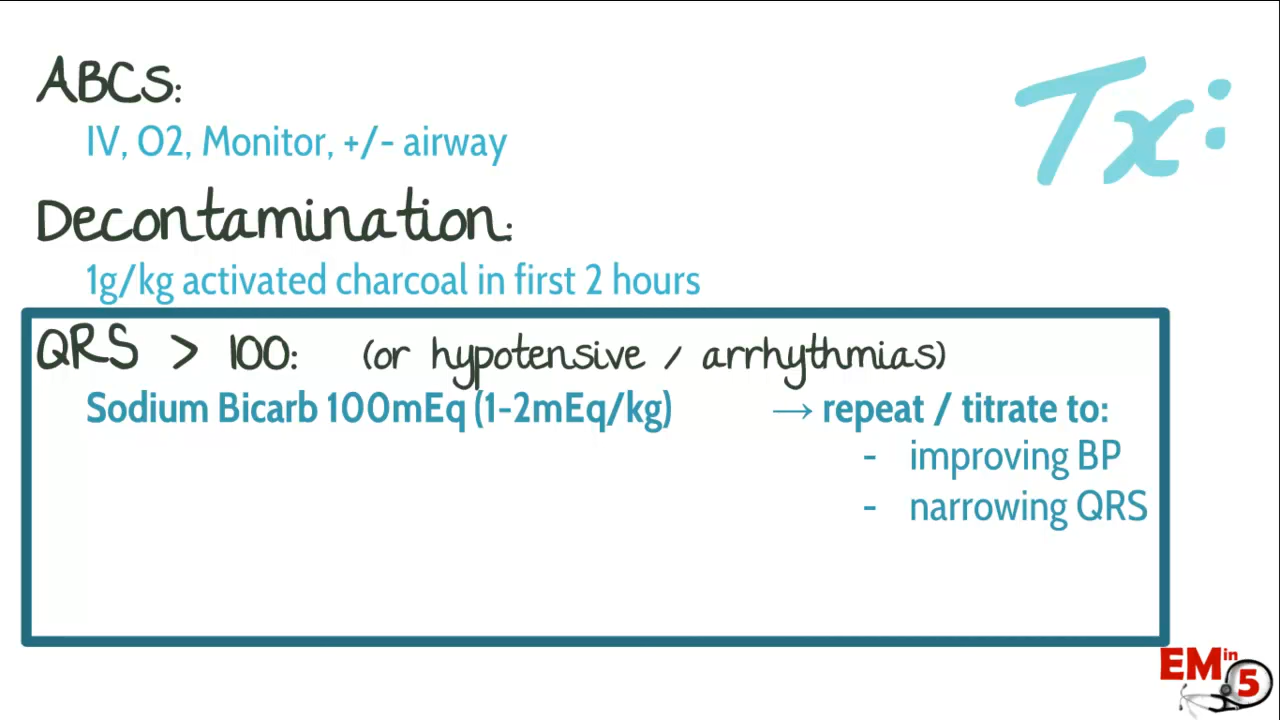 Tx:
ABCs:
IV, O2, Monitor, +/- airway
Decontamination:
1g/kg activated charcoal in first 2 hours
QRS > 100: (or hypotensive / arrhythmias)
Sodium Bicarb 100mEq (1-2mEq/kg) → repeat / titrate to:
- improving BP
- narrowing QRS
EM in 5